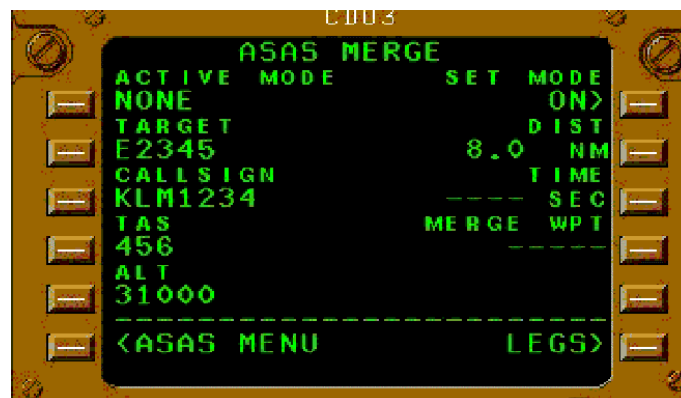 CDU3
ASAS MERGE
ACTIVE MODE SET MODE
NONE ON>
TARGET DIST
E2345 8.0 NM
CALLSIGN TIME
KLM1234 ---- SEC
TAS MERGE WPT
456 -----
ALT
31000
--------------------------
<ASAS MENU LEGS>